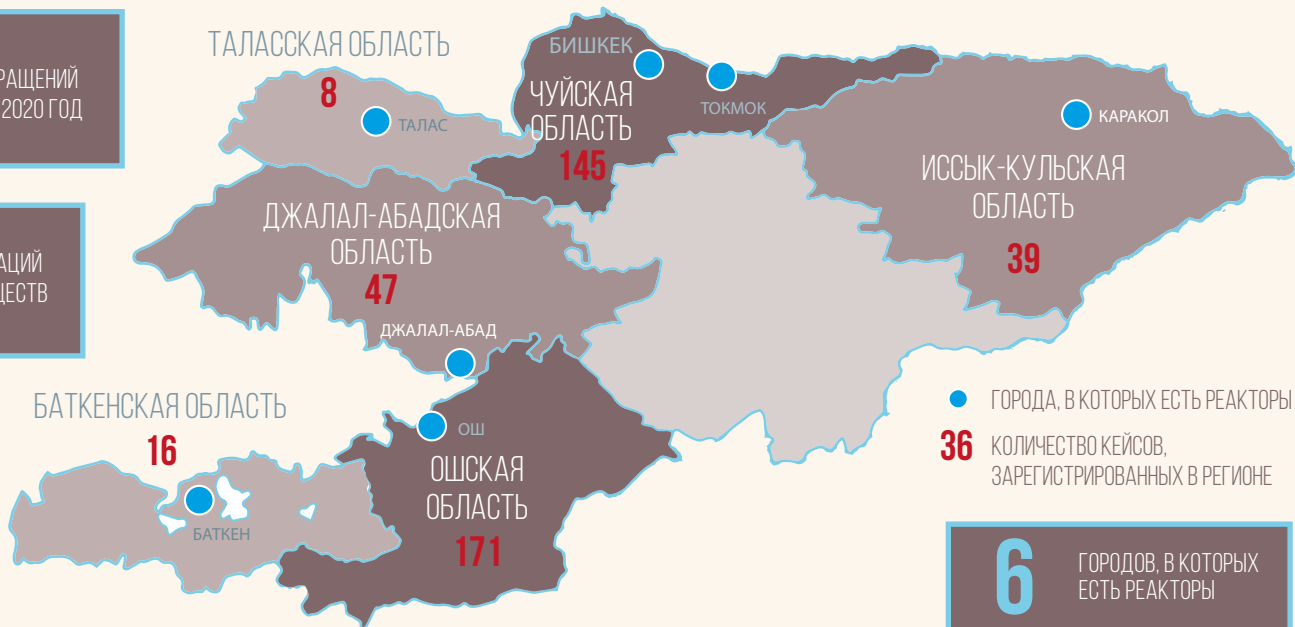 РАЩЕНИЙ
2020 ГОД
АЦИЙ
ЩЕСТВ
ТАЛАССКАЯ ОБЛАСТЬ
8
ТАЛАС
БИШКЕК
ЧУЙСКАЯ
ОБЛАСТЬ
145
ТОКМОК
КАРАКОЛ
ИССЫК-КУЛЬСКАЯ
ОБЛАСТЬ
39
ДЖАЛАЛ-АБАДСКАЯ
ОБЛАСТЬ
47
ДЖАЛАЛ-АБАД
БАТКЕНСКАЯ ОБЛАСТЬ
16
БАТКЕН
ОШ
ОШСКАЯ
ОБЛАСТЬ
171
ГОРОДА, В КОТОРЫХ ЕСТЬ РЕАКТОРЫ
36 КОЛИЧЕСТВО КЕЙСОВ,
ЗАРЕГИСТРИРОВАННЫХ В РЕГИОНЕ
6 ГОРОДОВ, В КОТОРЫХ
ЕСТЬ РЕАКТОРЫ